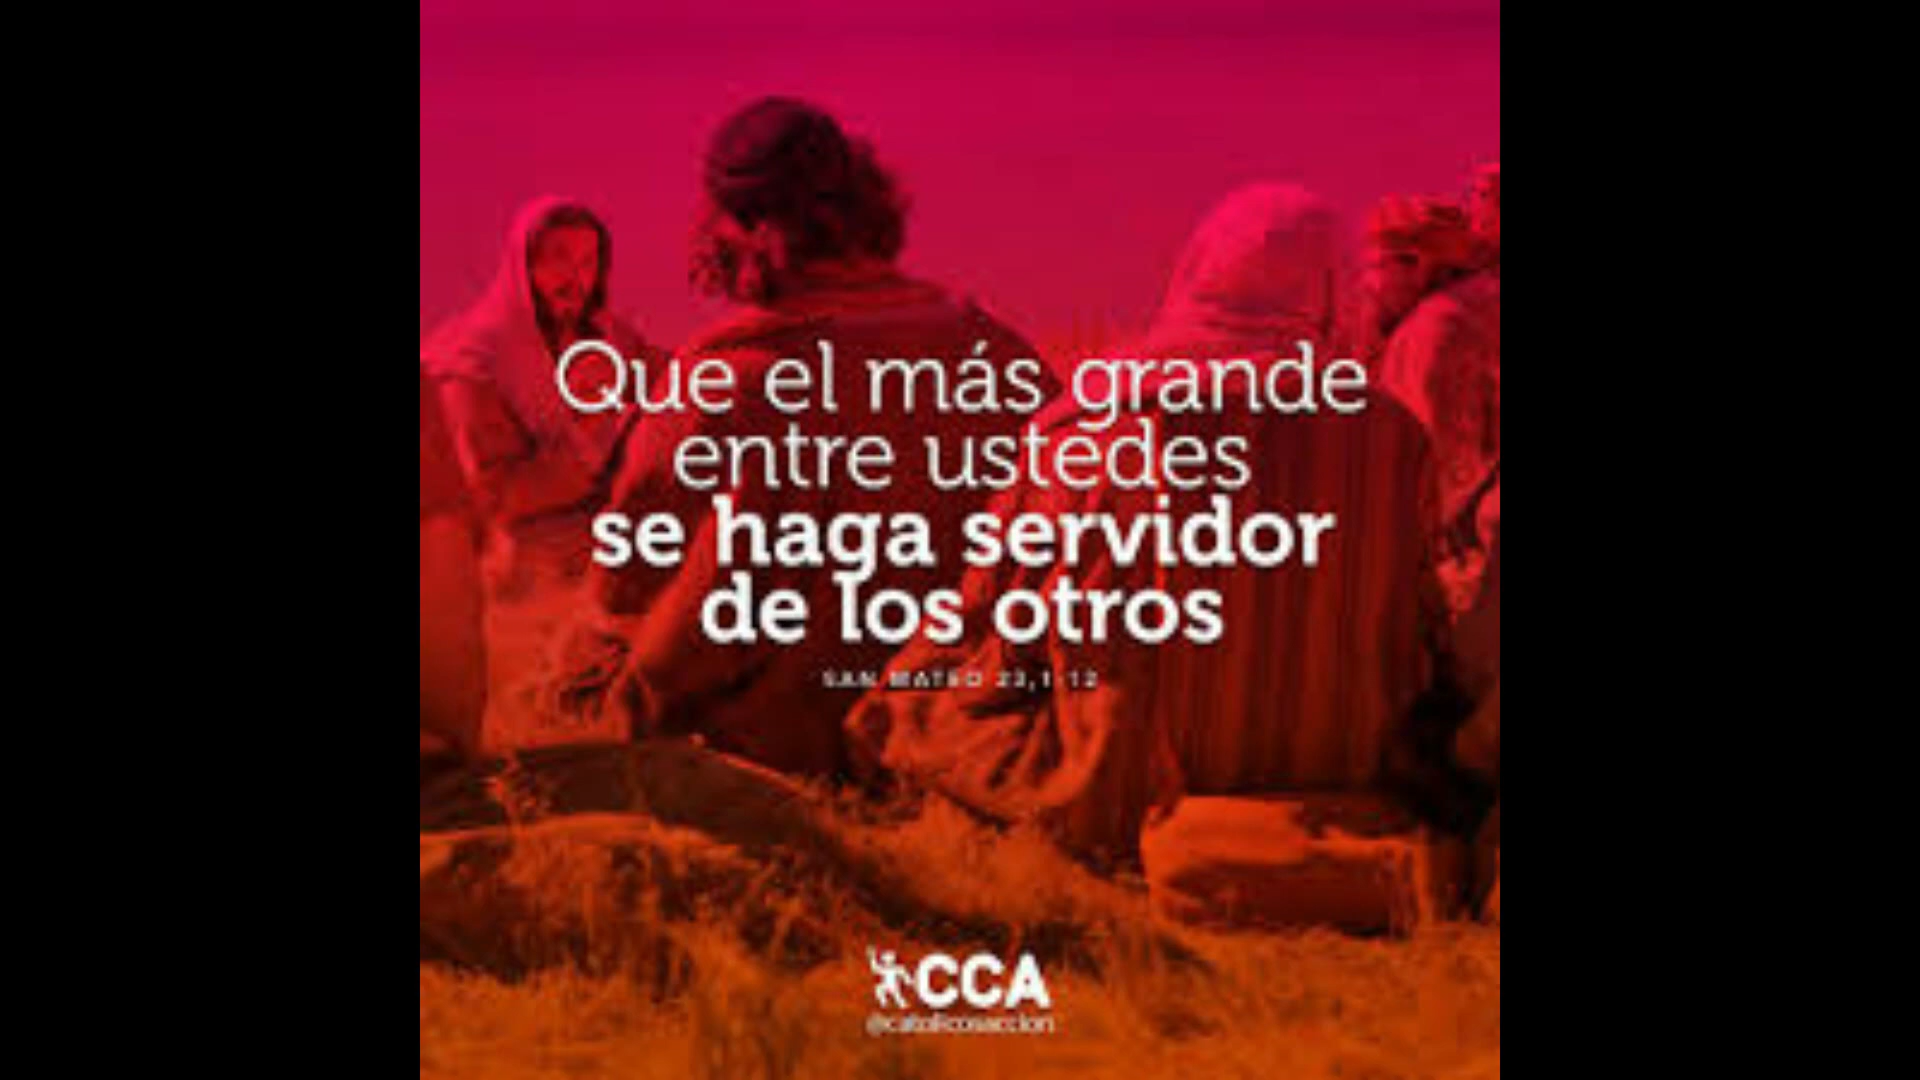 Que el más grande
entre ustedes
se haga servidor
de los otros
SAN MATEO 23,1-12
CCA
@catolicosaccion